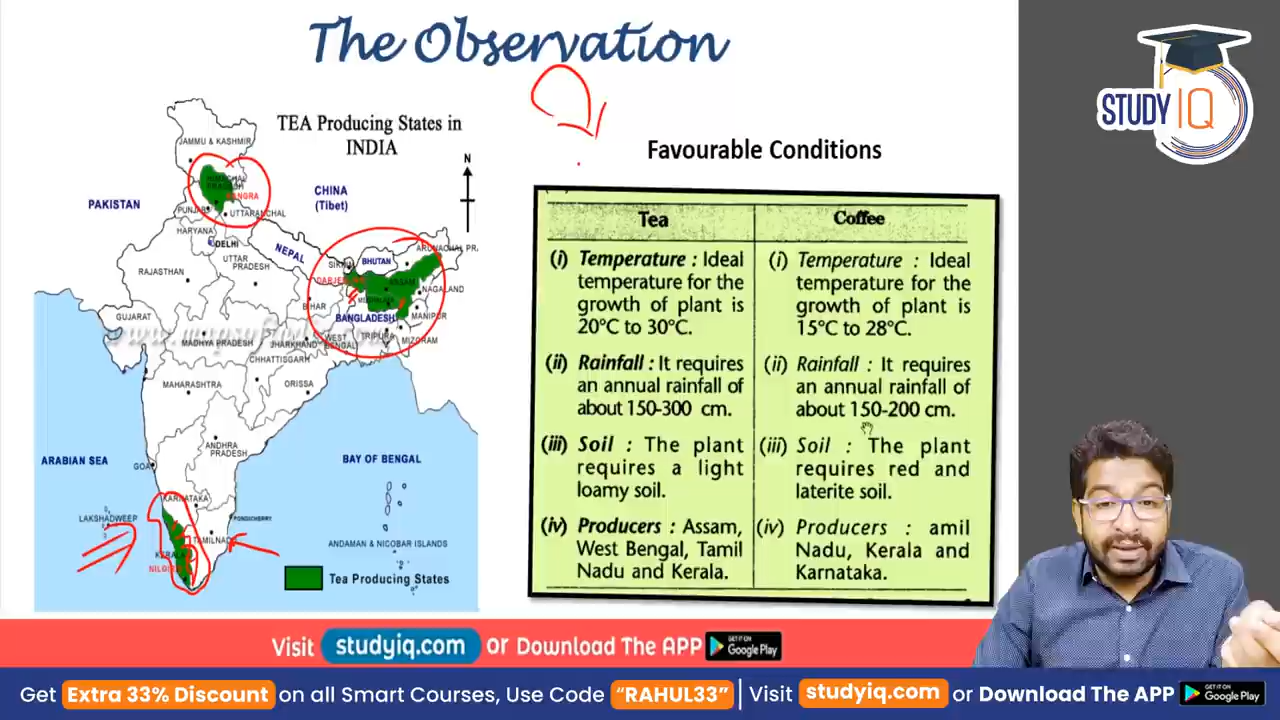 The Observation
STUDY IQ
TEA Producing States in
INDIA
N
JAMMU & KASHMIR
HIMACHAL
PRADESH
KANGRA
CHINA
(Tibet)
PAKISTAN
PUNJAB
UTTARANCHAL
HARYANA
DELHI
NEPAL
BHUTAN
UTTAR
PRADESH
RAJASTHAN
ASSAM
NAGALAND
BIHAR
BANGLADESH
MANIPUR
GUJARAT
WEST
BENGAL
TRIPURA
MIZORAM
MADHYA PRADESH
JHARKHAND
CHHATTISGARH
MAHARASHTRA
ORISSA
ANDHRA
PRADESH
ARABIAN SEA
GOA
BAY OF BENGAL
KARNATAKA
LAKSHADWEEP
PONDICHERRY
TAMILNADU
KERALA
ANDAMAN & NICOBAR ISLANDS
Tea Producing States
Favourable Conditions
Tea
(i) Temperature : Ideal
temperature for the
growth of plant is
20°C to 30°C.
(ii) Rainfall : It requires
an annual rainfall of
about 150-300 cm.
(iii) Soil : The plant
requires a light
loamy soil.
(iv) Producers : Assam,
West Bengal, Tamil
Nadu and Kerala.
Coffee
(i) Temperature : Ideal
temperature for the
growth of plant is
15°C to 28°C.
(ii) Rainfall : It requires
an annual rainfall of
about 150-200 cm.
(iii) Soil : The plant
requires red and
laterite soil.
(iv) Producers : amil
Nadu, Kerala and
Karnataka.
Visit studyiq.com or Download The APP GET IT ON Google Play
Get Extra 33% Discount on all Smart Courses, Use Code “RAHUL33” | Visit studyiq.com or Download The APP GET IT ON Google Play